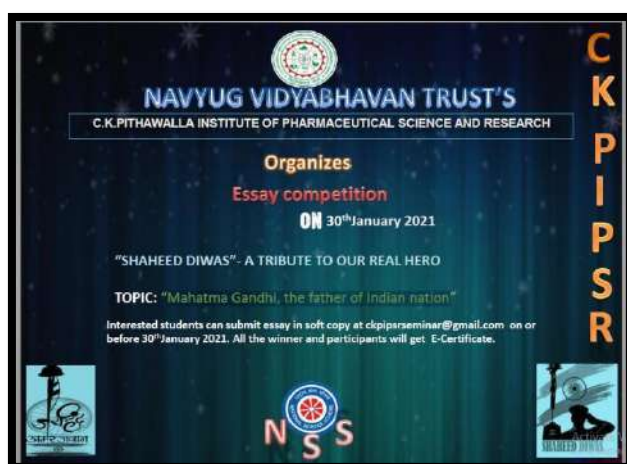 NAVYUG VIDYABHAVAN TRUST'S
C.K.PITHAWALLA INSTITUTE OF PHARMACEUTICAL SCIENCE AND RESEARCH
Organizes
Essay competition
ON 30thJanuary 2021
"SHAHEED DIWAS"- A TRIBUTE TO OUR REAL HERO
TOPIC: "Mahatma Gandhi, the father of Indian nation"
Interested students can submit essay in soft copy at ckpipsrseminar@gmail.com on or
before 30thJanuary 2021. All the winner and participants will get E-Certificate.
CKPIPSR
NSS
SHAHEED DIWAS